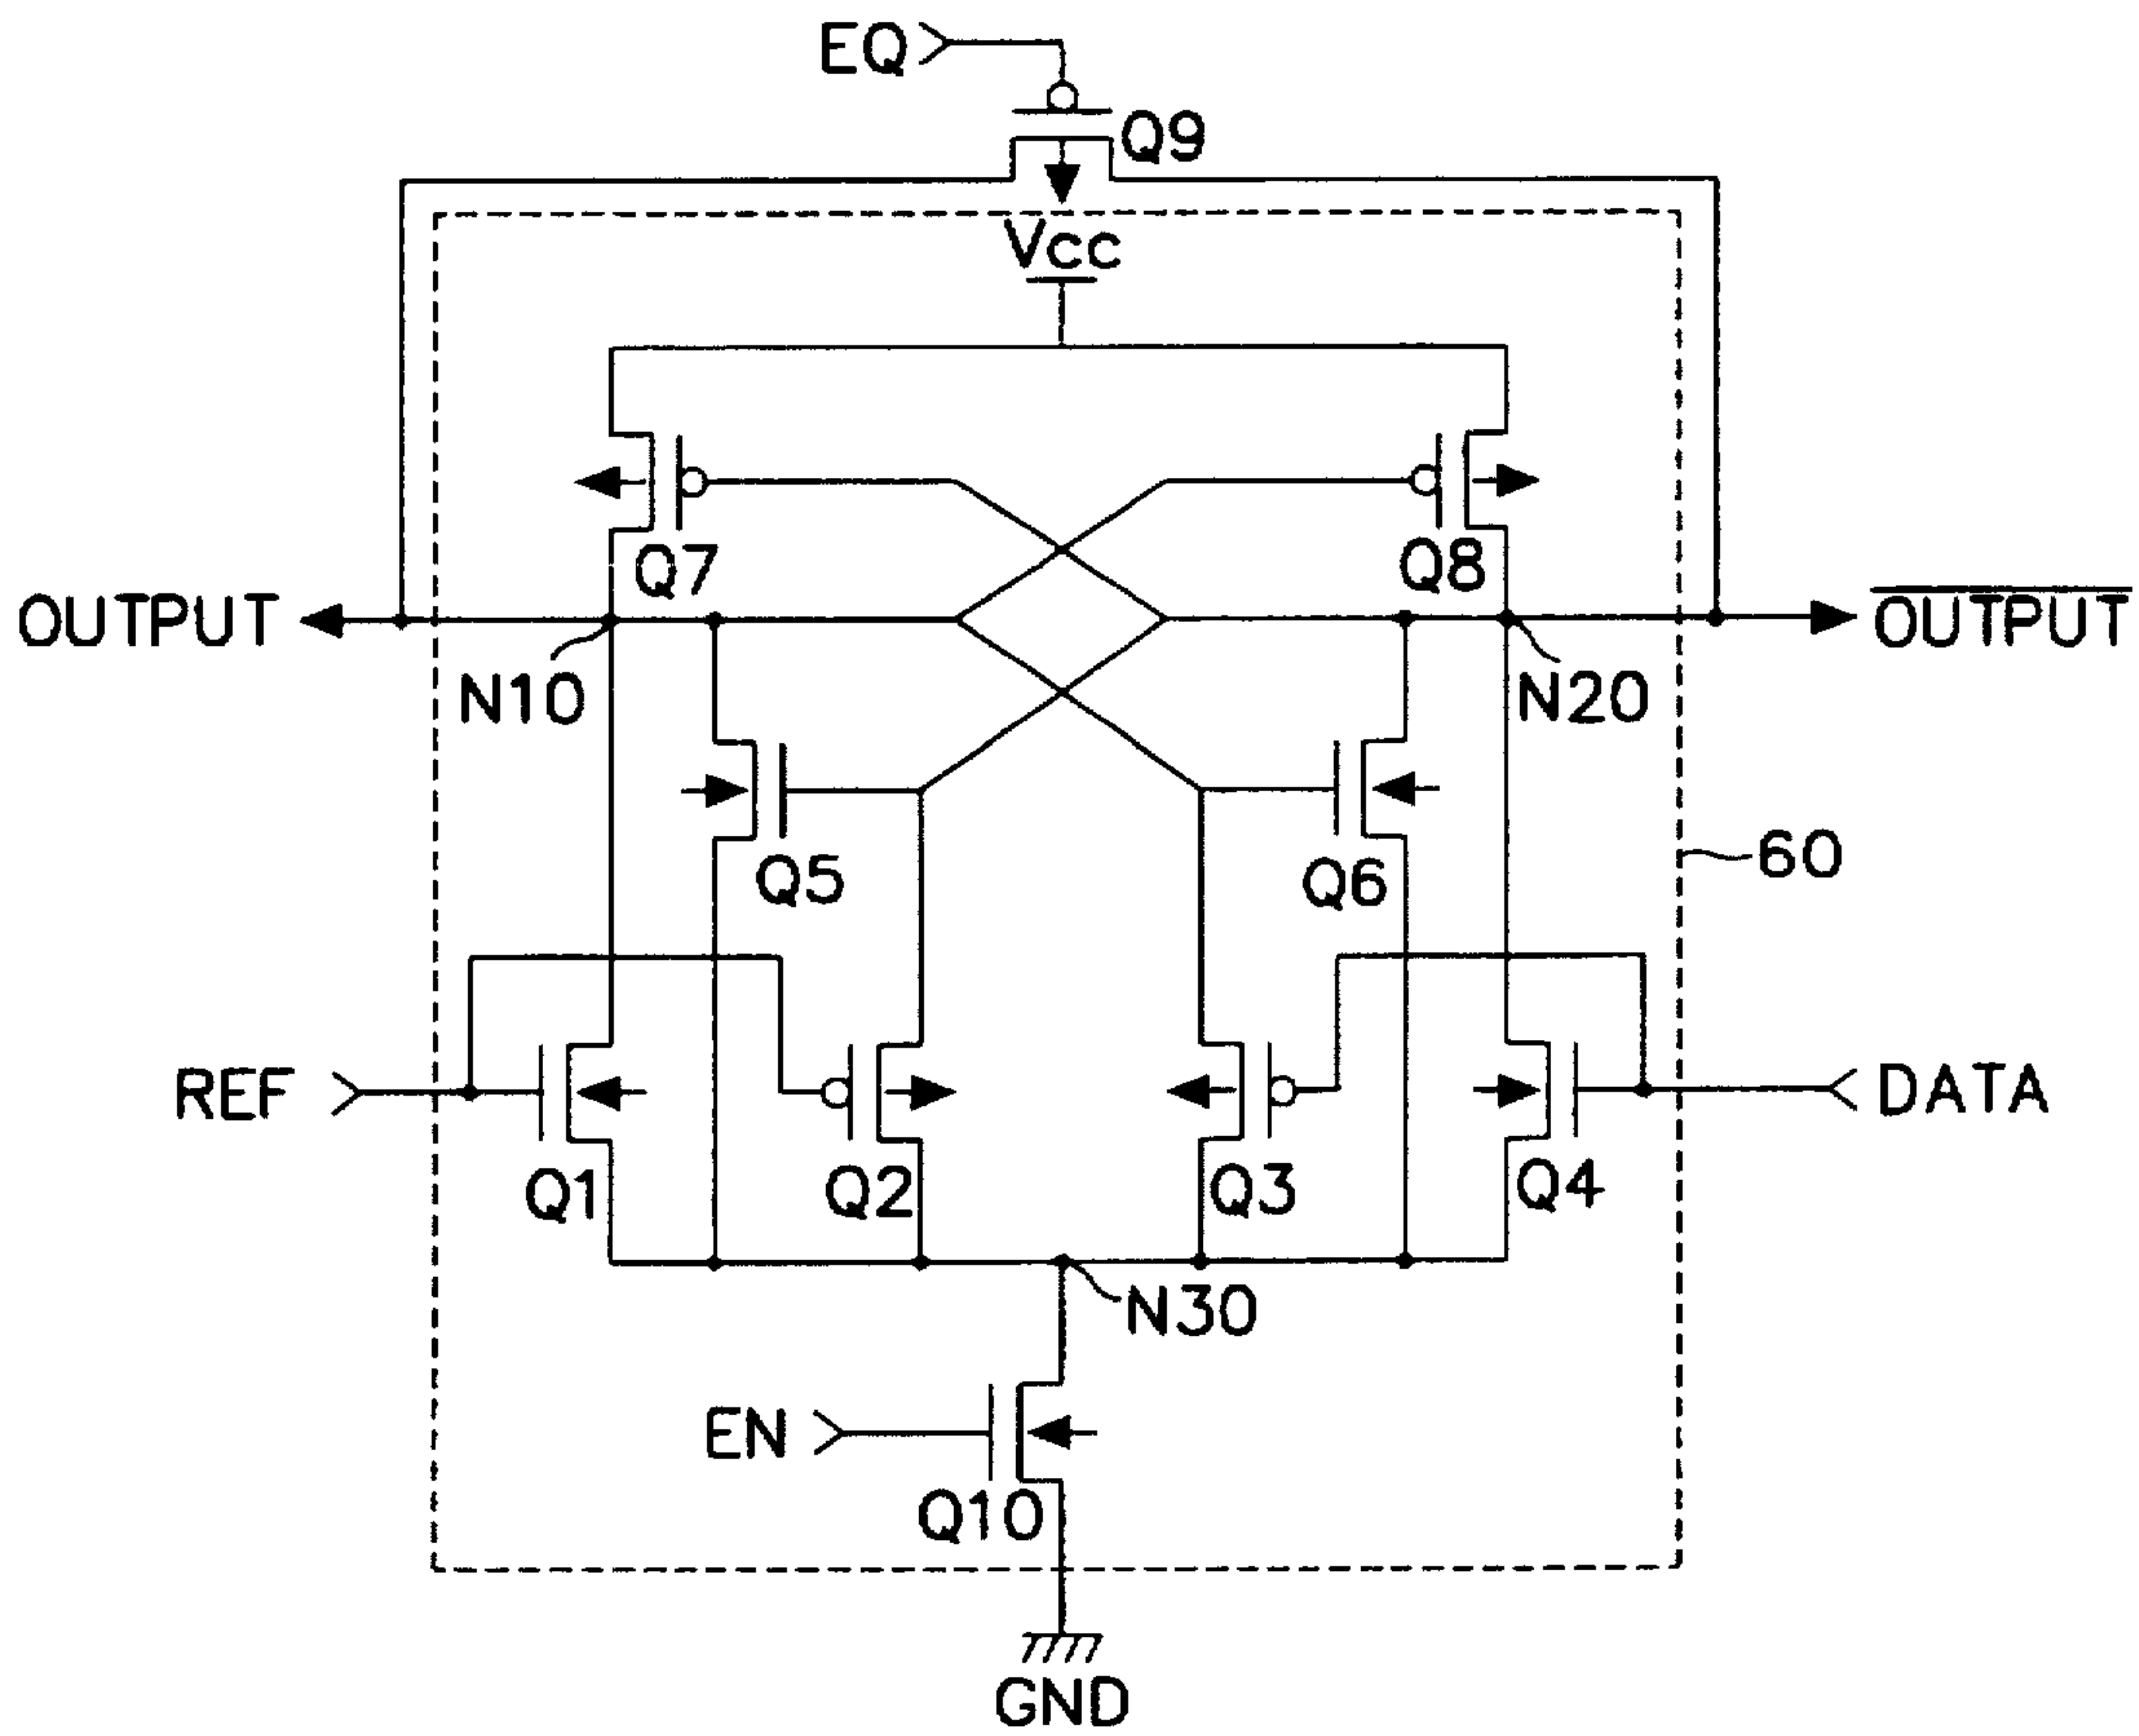 EQ
Q9
Vcc
Q7
Q8
OUTPUT
OUTPUT
N10
N20
Q5
Q6
60
REF
DATA
Q1
Q2
Q3
Q4
N30
EN
Q10
GND